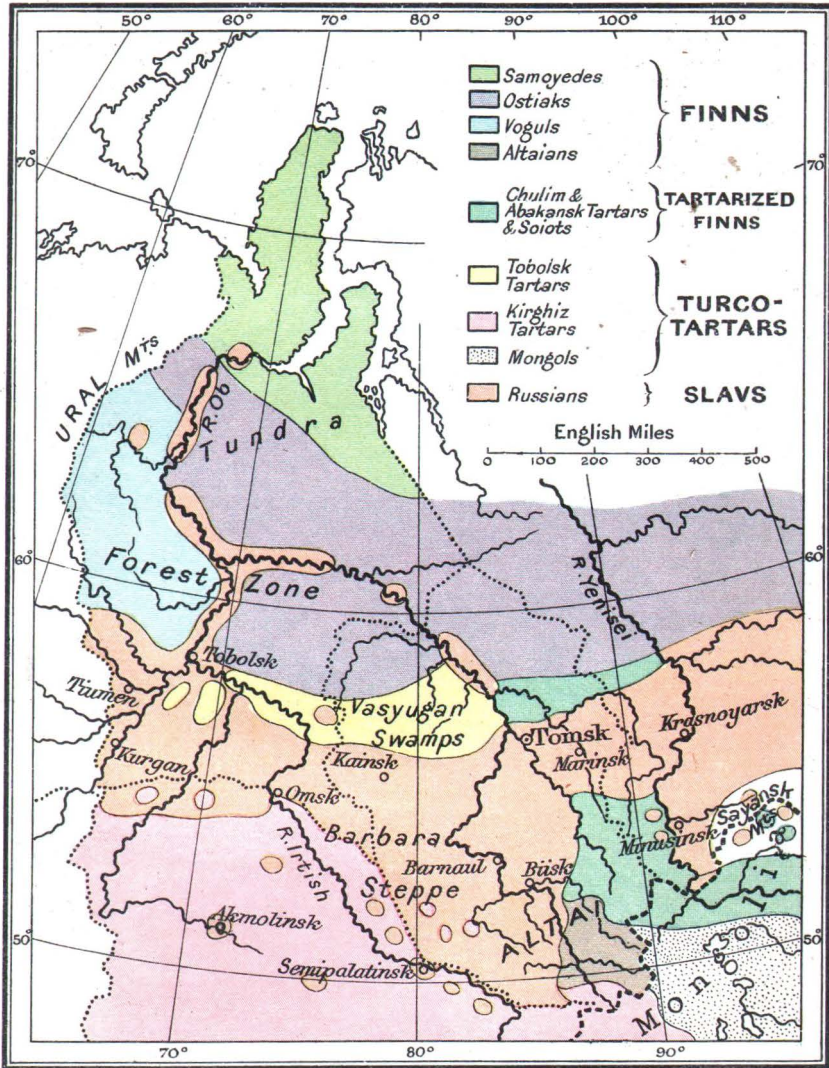 50° 60° 70° 80° 90° 100° 110°
Samoyedes
Ostiaks
Voguls
Altaians
FINNS
Chulim &
Abakansk Tartars
& Soiots
TARTARIZED
FINNS
Tobolsk
Tartars
Kirghiz
Tartars
Mongols
TURCO-
TARTARS
Russians
SLAVS
English Miles
0 100 200 300 400 500
70° 70°
URAL MTS
R. Ob
Tundra
60° 60°
Forest Zone
R. Yenisei
Tobolsk
Tiumen
Vasyugan
Swamps
Tomsk
Krasnoyarsk
Marinsk
Kurgan
Kainsk
Omsk
Sayansk
Mts
Minusinsk
Barbara
Steppe
R. Irtish
Barnaul
Biisk
Akmolinsk
ALTAI
Mongolia
50° 50°
Semipalatinsk
70° 80° 90°